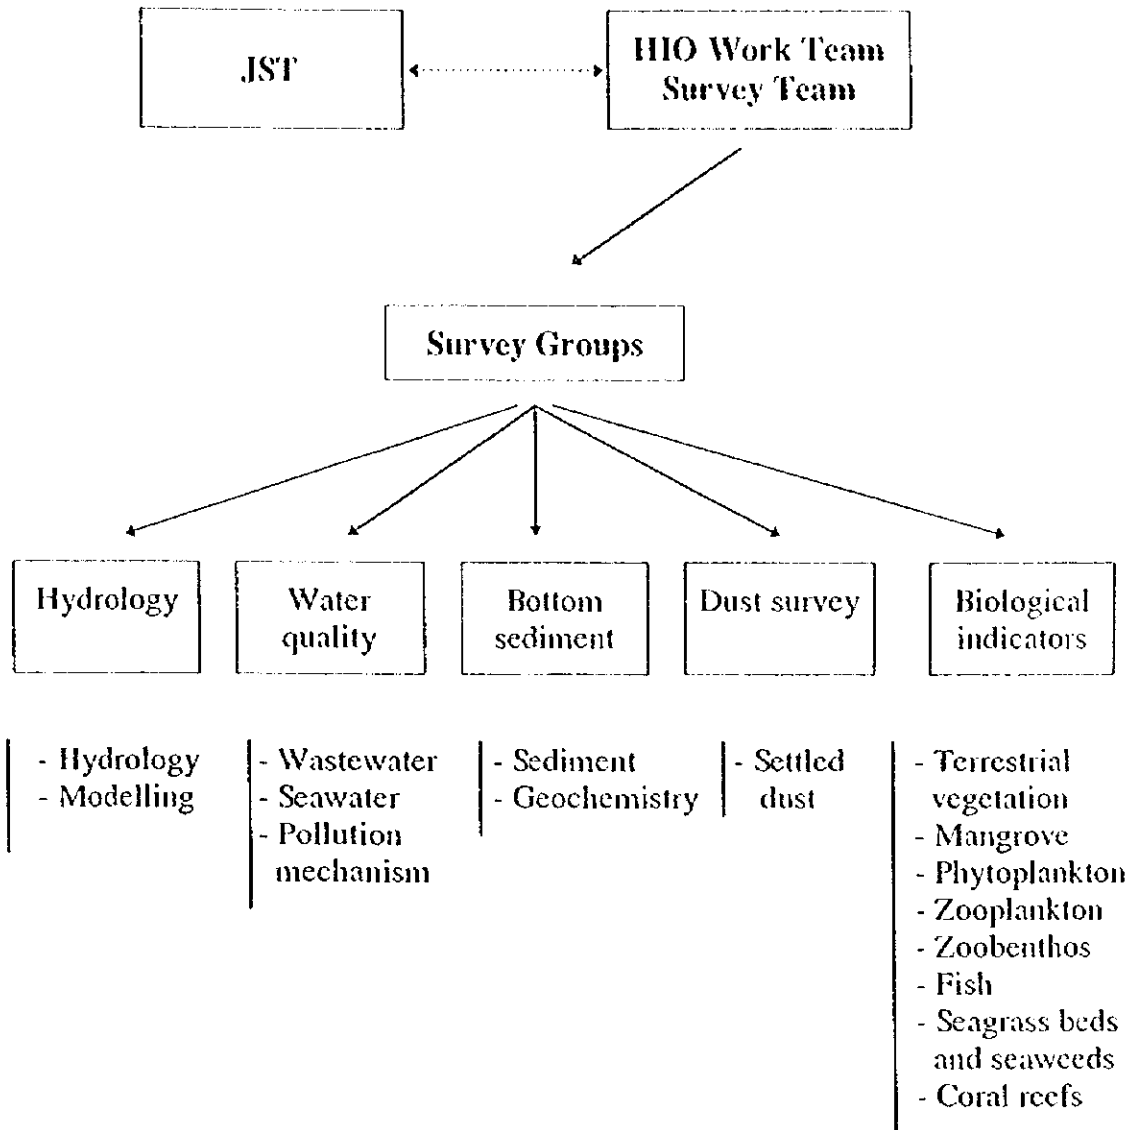 JST
HIO Work Team
Survey Team
Survey Groups
Hydrology
Water
quality
Bottom
sediment
Dust survey
Biological
indicators
- Hydrology
- Modelling
- Wastewater
- Seawater
- Pollution
mechanism
- Sediment
- Geochemistry
- Settled
dust
- Terrestrial
vegetation
- Mangrove
- Phytoplankton
- Zooplankton
- Zoobenthos
- Fish
- Seagrass beds
and seaweeds
- Coral reefs